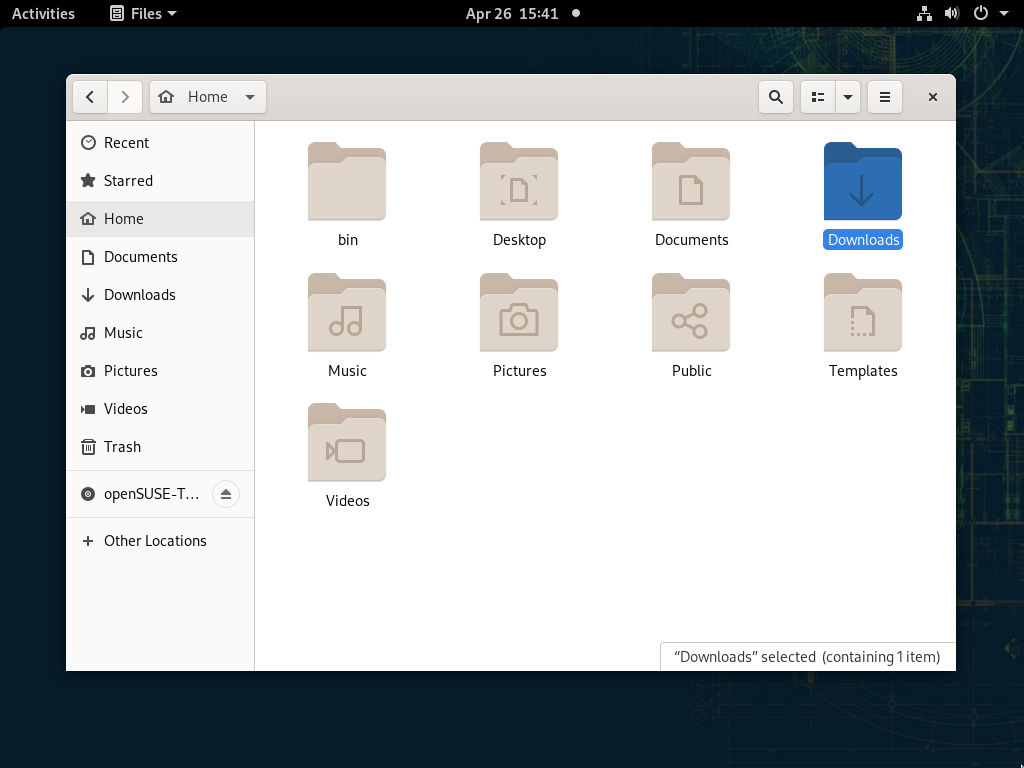 Activities Files Apr 26 15:41
Home
Recent
Starred
Home
Documents
Downloads
Music
Pictures
Videos
Trash
openSUSE-T…
Other Locations
bin Desktop Documents Downloads
Music Pictures Public Templates
Videos
“Downloads” selected (containing 1 item)